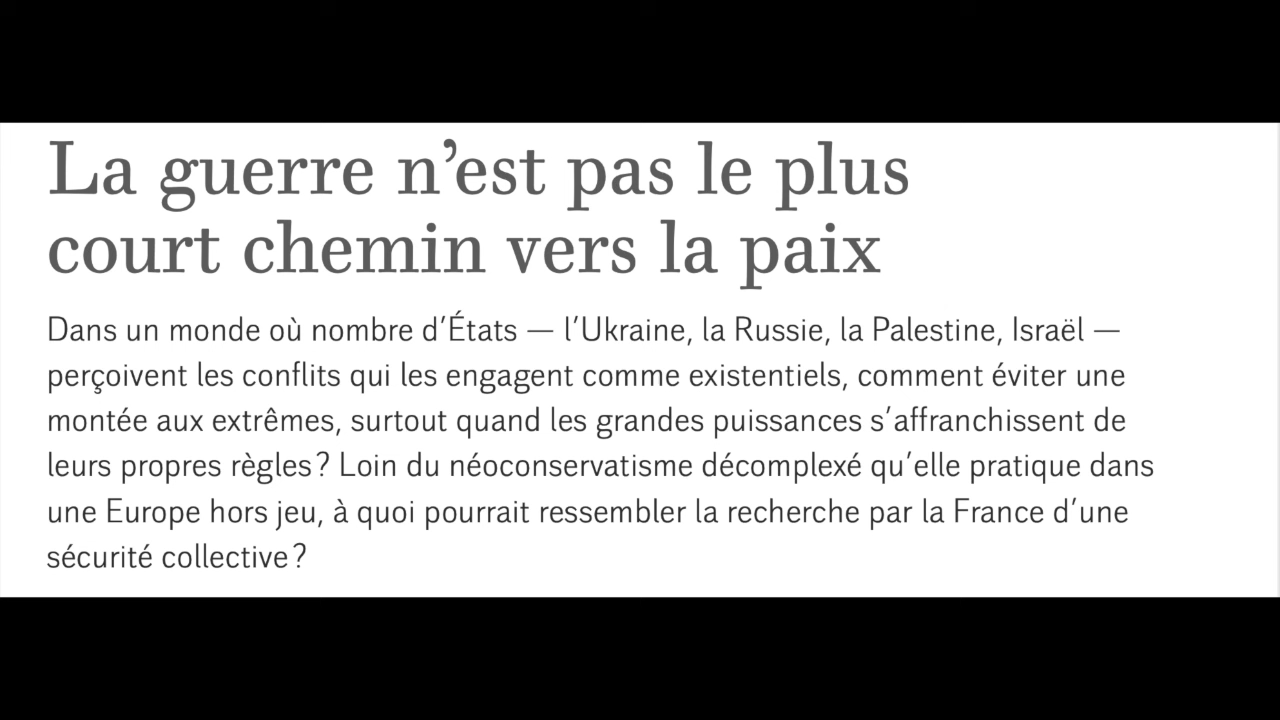 La guerre n’est pas le plus
court chemin vers la paix
Dans un monde où nombre d’États — l’Ukraine, la Russie, la Palestine, Israël —
perçoivent les conflits qui les engagent comme existentiels, comment éviter une
montée aux extrêmes, surtout quand les grandes puissances s’affranchissent de
leurs propres règles ? Loin du néoconservatisme décomplexé qu’elle pratique dans
une Europe hors jeu, à quoi pourrait ressembler la recherche par la France d’une
sécurité collective ?